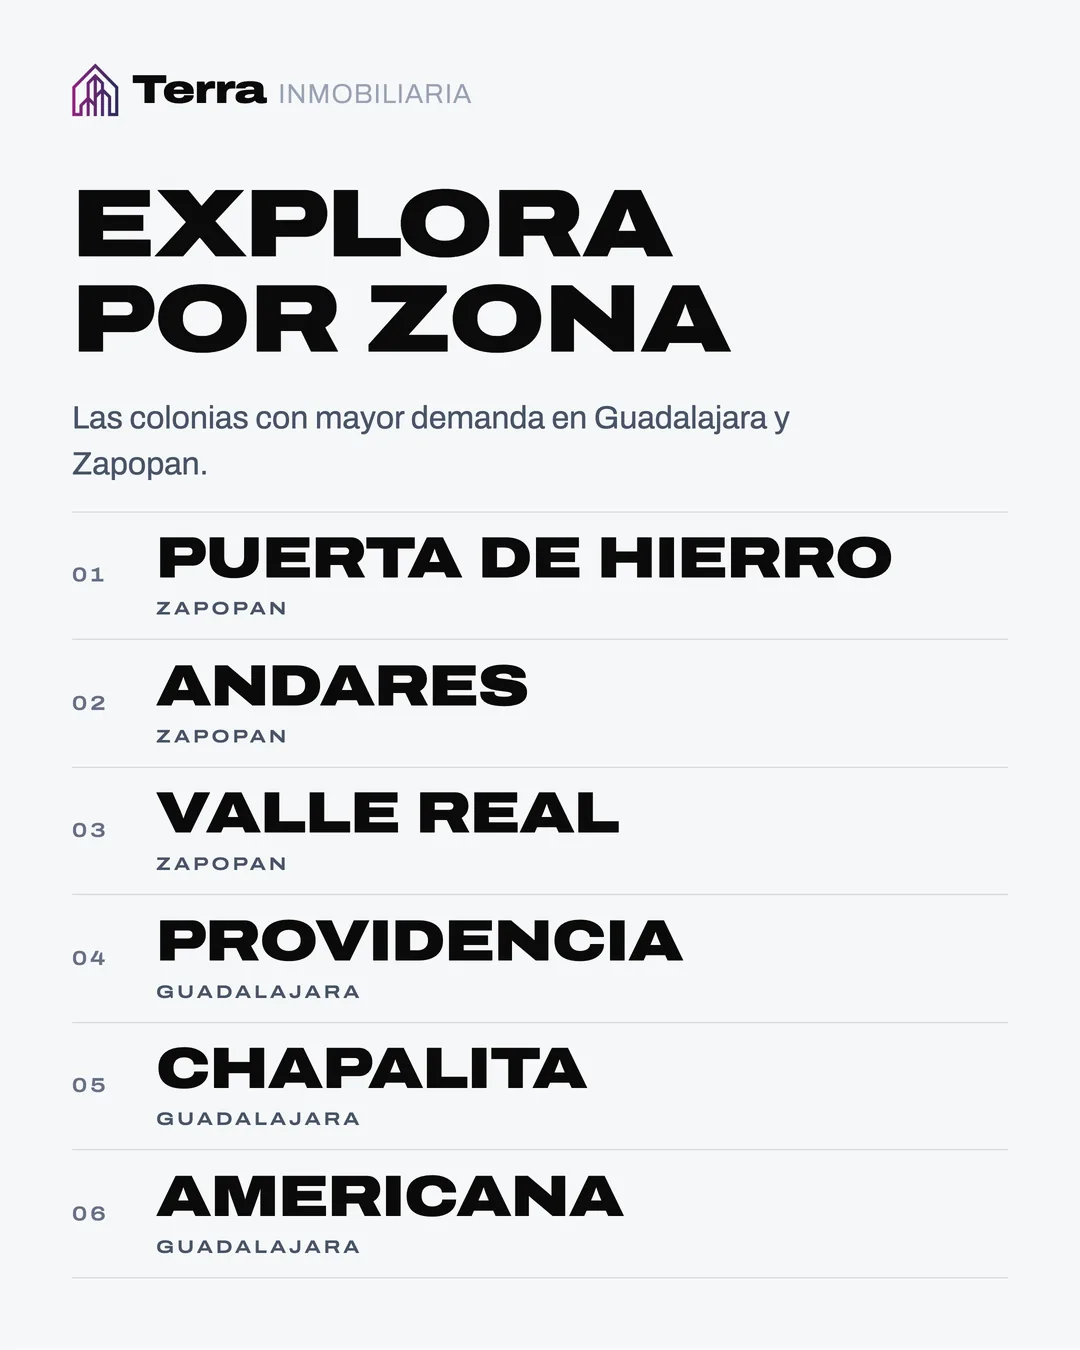 Terra INMOBILIARIA
EXPLORA
POR ZONA
Las colonias con mayor demanda en Guadalajara y
Zapopan.
01 PUERTA DE HIERRO
ZAPOPAN
02 ANDARES
ZAPOPAN
03 VALLE REAL
ZAPOPAN
04 PROVIDENCIA
GUADALAJARA
05 CHAPALITA
GUADALAJARA
06 AMERICANA
GUADALAJARA